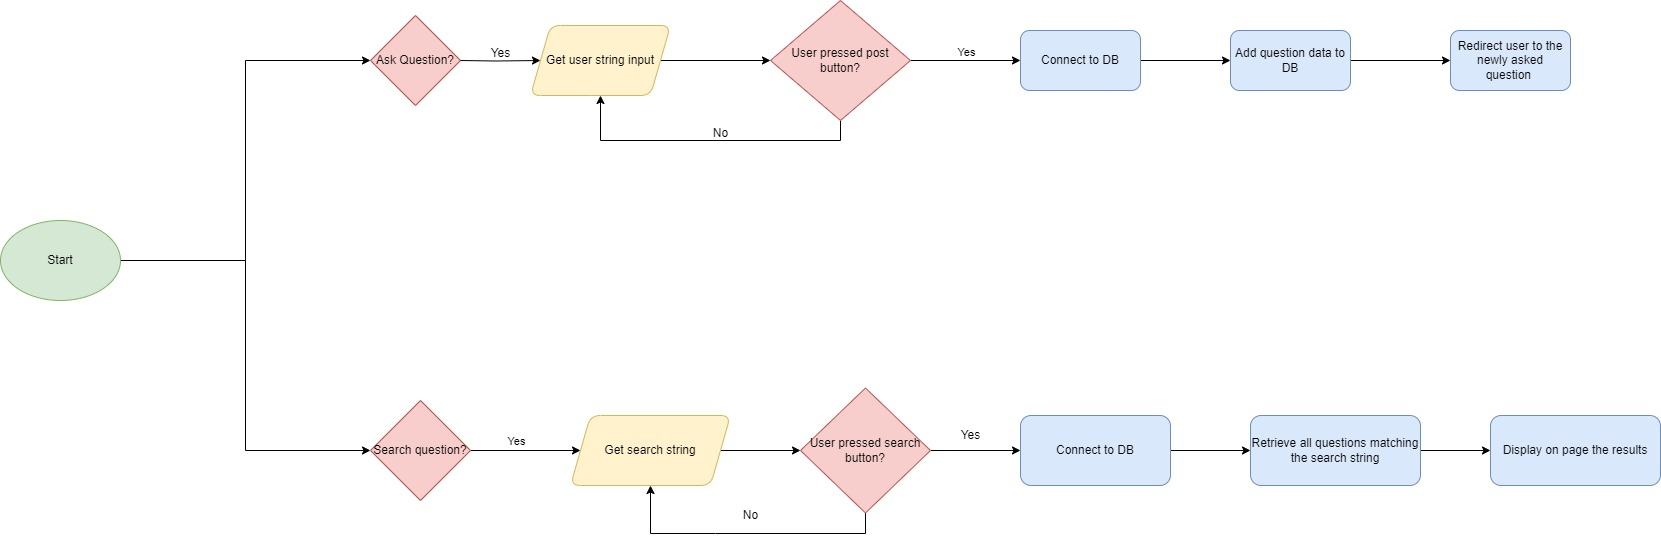 Ask Question?
Yes
Get user string input
User pressed post
button?
Yes
Connect to DB
Add question data to
DB
Redirect user to the
newly asked
question
No
Start
Search question?
Yes
Get search string
User pressed search
button?
Yes
Connect to DB
Retrieve all questions matching
the search string
Display on page the results
No